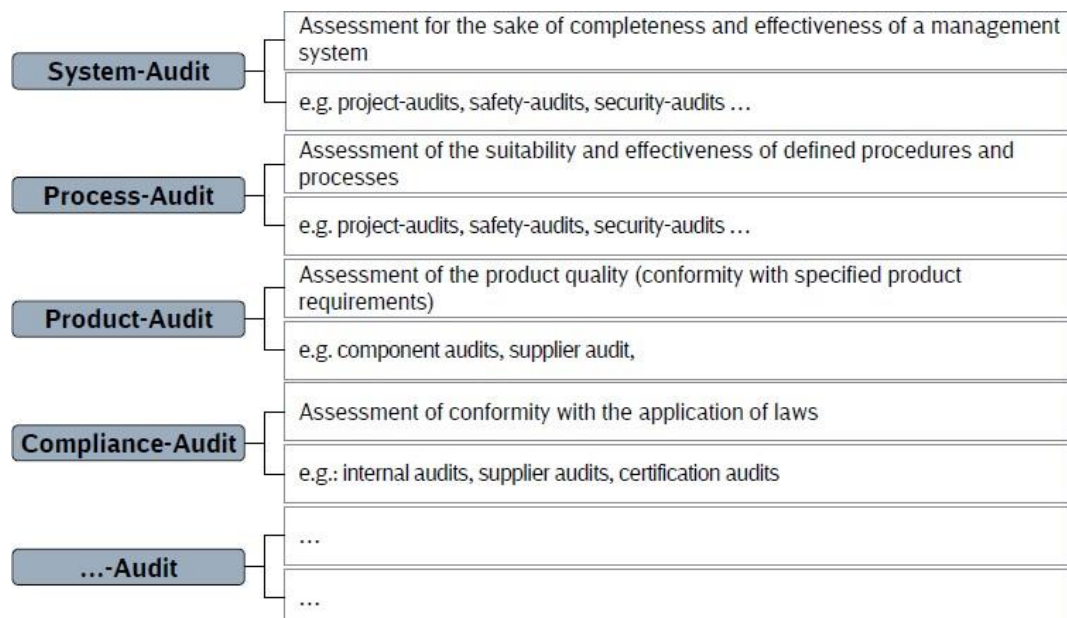 Assessment for the sake of completeness and effectiveness of a management
system
System-Audit
e.g. project-audits, safety-audits, security-audits ...
Assessment of the suitability and effectiveness of defined procedures and
processes
Process-Audit
e.g. project-audits, safety-audits, security-audits ...
Assessment of the product quality (conformity with specified product
requirements)
Product-Audit
e.g. component audits, supplier audit,
Assessment of conformity with the application of laws
Compliance-Audit
e.g.: internal audits, supplier audits, certification audits
...
...-Audit
...